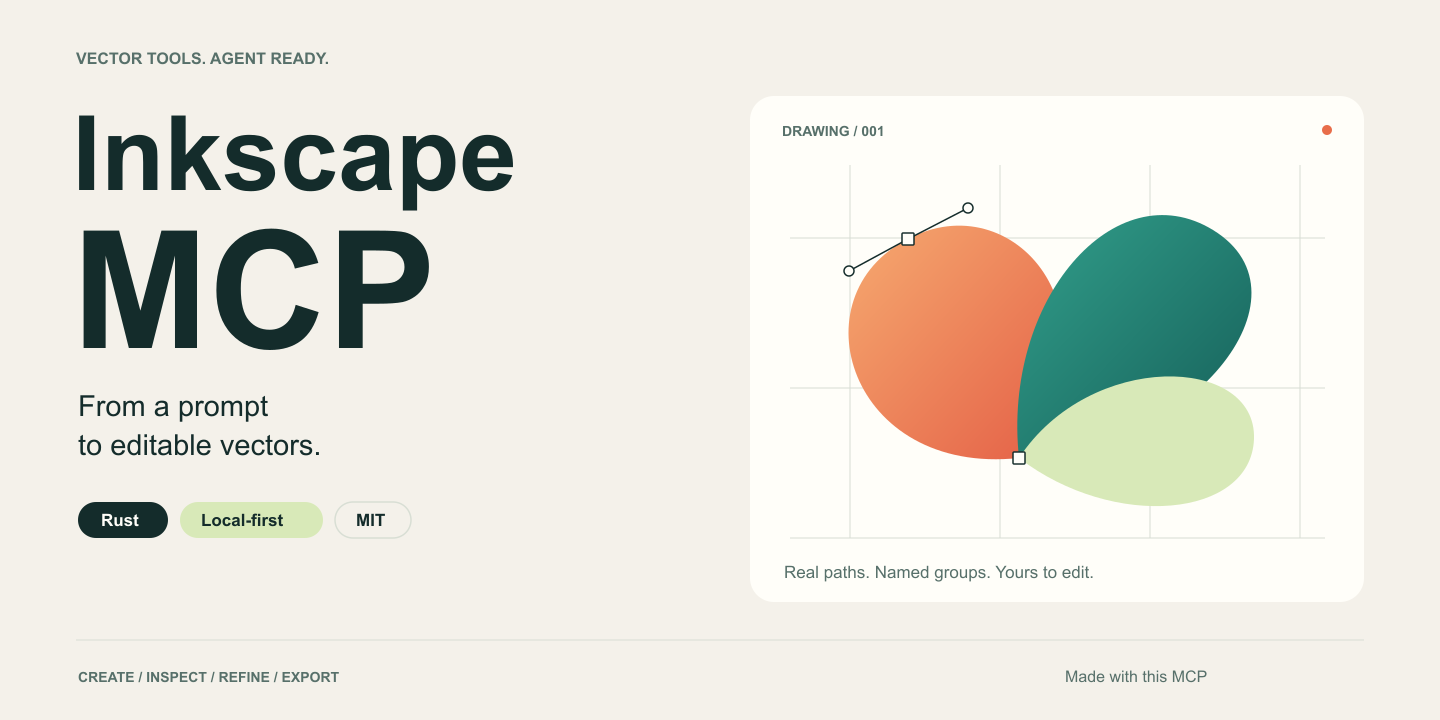 VECTOR TOOLS. AGENT READY.
Inkscape
MCP
From a prompt
to editable vectors.
Rust
Local-first
MIT
DRAWING / 001
Real paths. Named groups. Yours to edit.
CREATE / INSPECT / REFINE / EXPORT
Made with this MCP